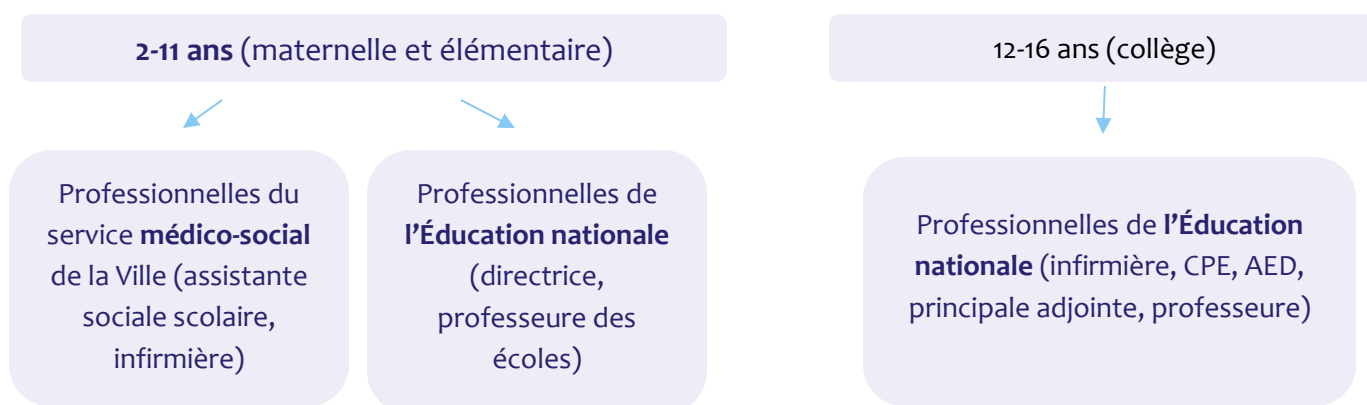 2-11 ans (maternelle et élémentaire)
12-16 ans (collège)
Professionnelles du
service médico-social
de la Ville (assistante
sociale scolaire,
infirmière)
Professionnelles de
l’Éducation nationale
(directrice,
professeure des
écoles)
Professionnelles de l’Éducation
nationale (infirmière, CPE, AED,
principale adjointe, professeure)